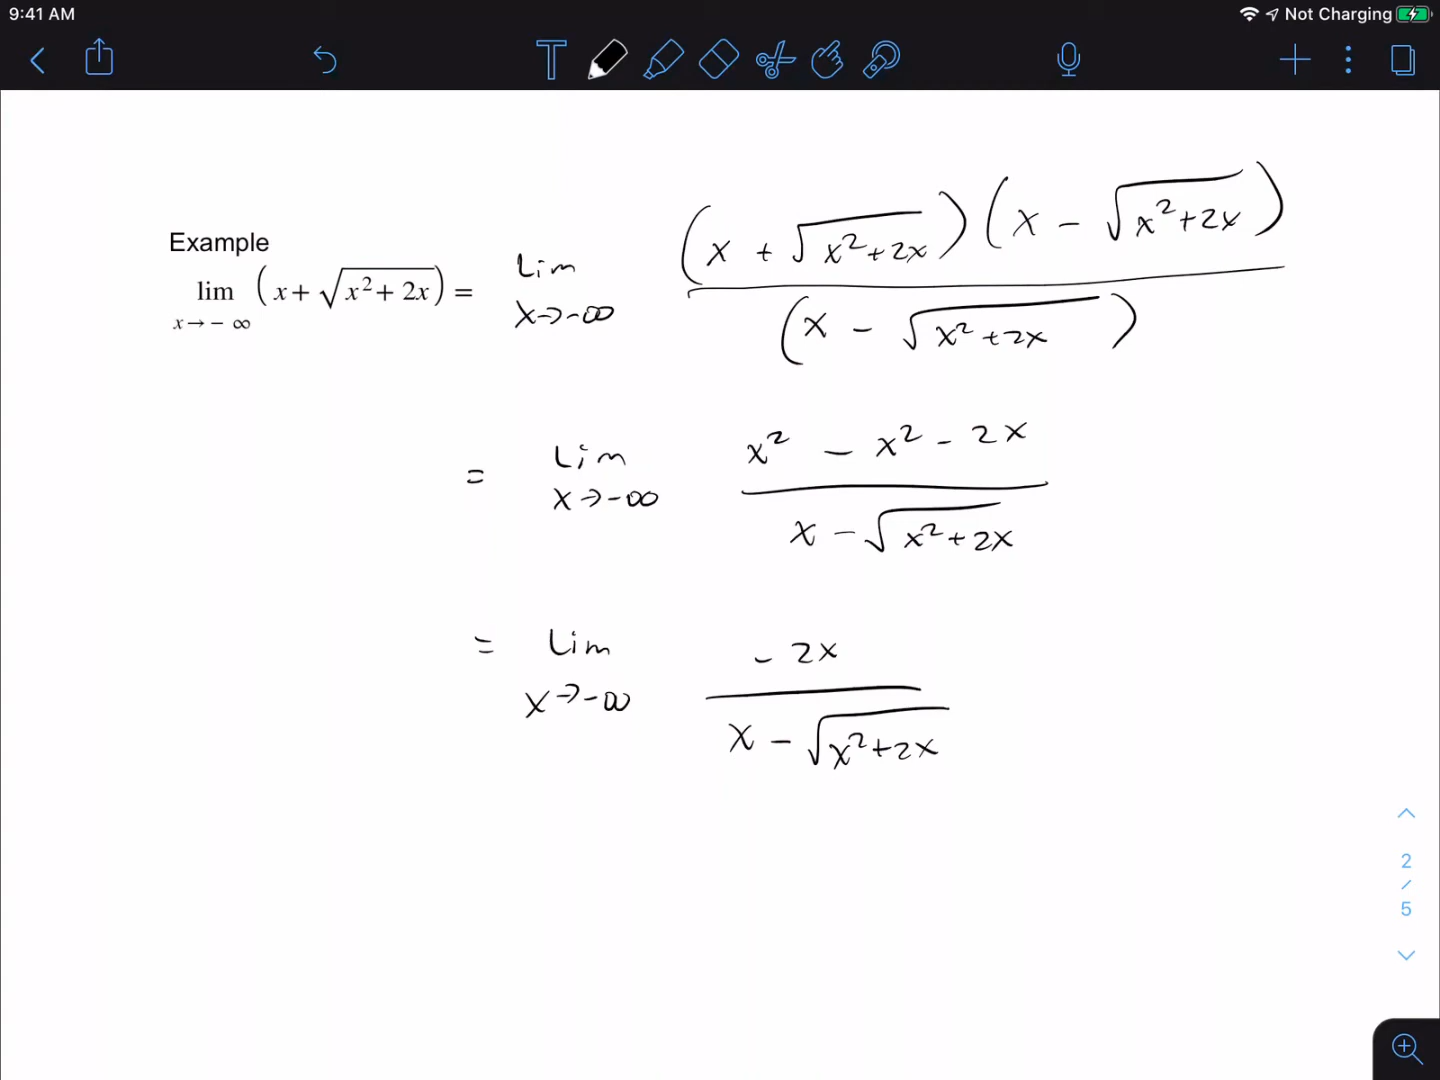 9:41 AM
Not Charging
Example
lim x→−∞ (x + √(x² + 2x)) = Lim x→−∞ (x + √(x²+2x)) (x − √(x²+2x)) / (x − √(x²+2x))
= Lim x→−∞ (x² − x² − 2x) / (x − √(x²+2x))
= Lim x→−∞ −2x / (x − √(x²+2x))
2
/
5